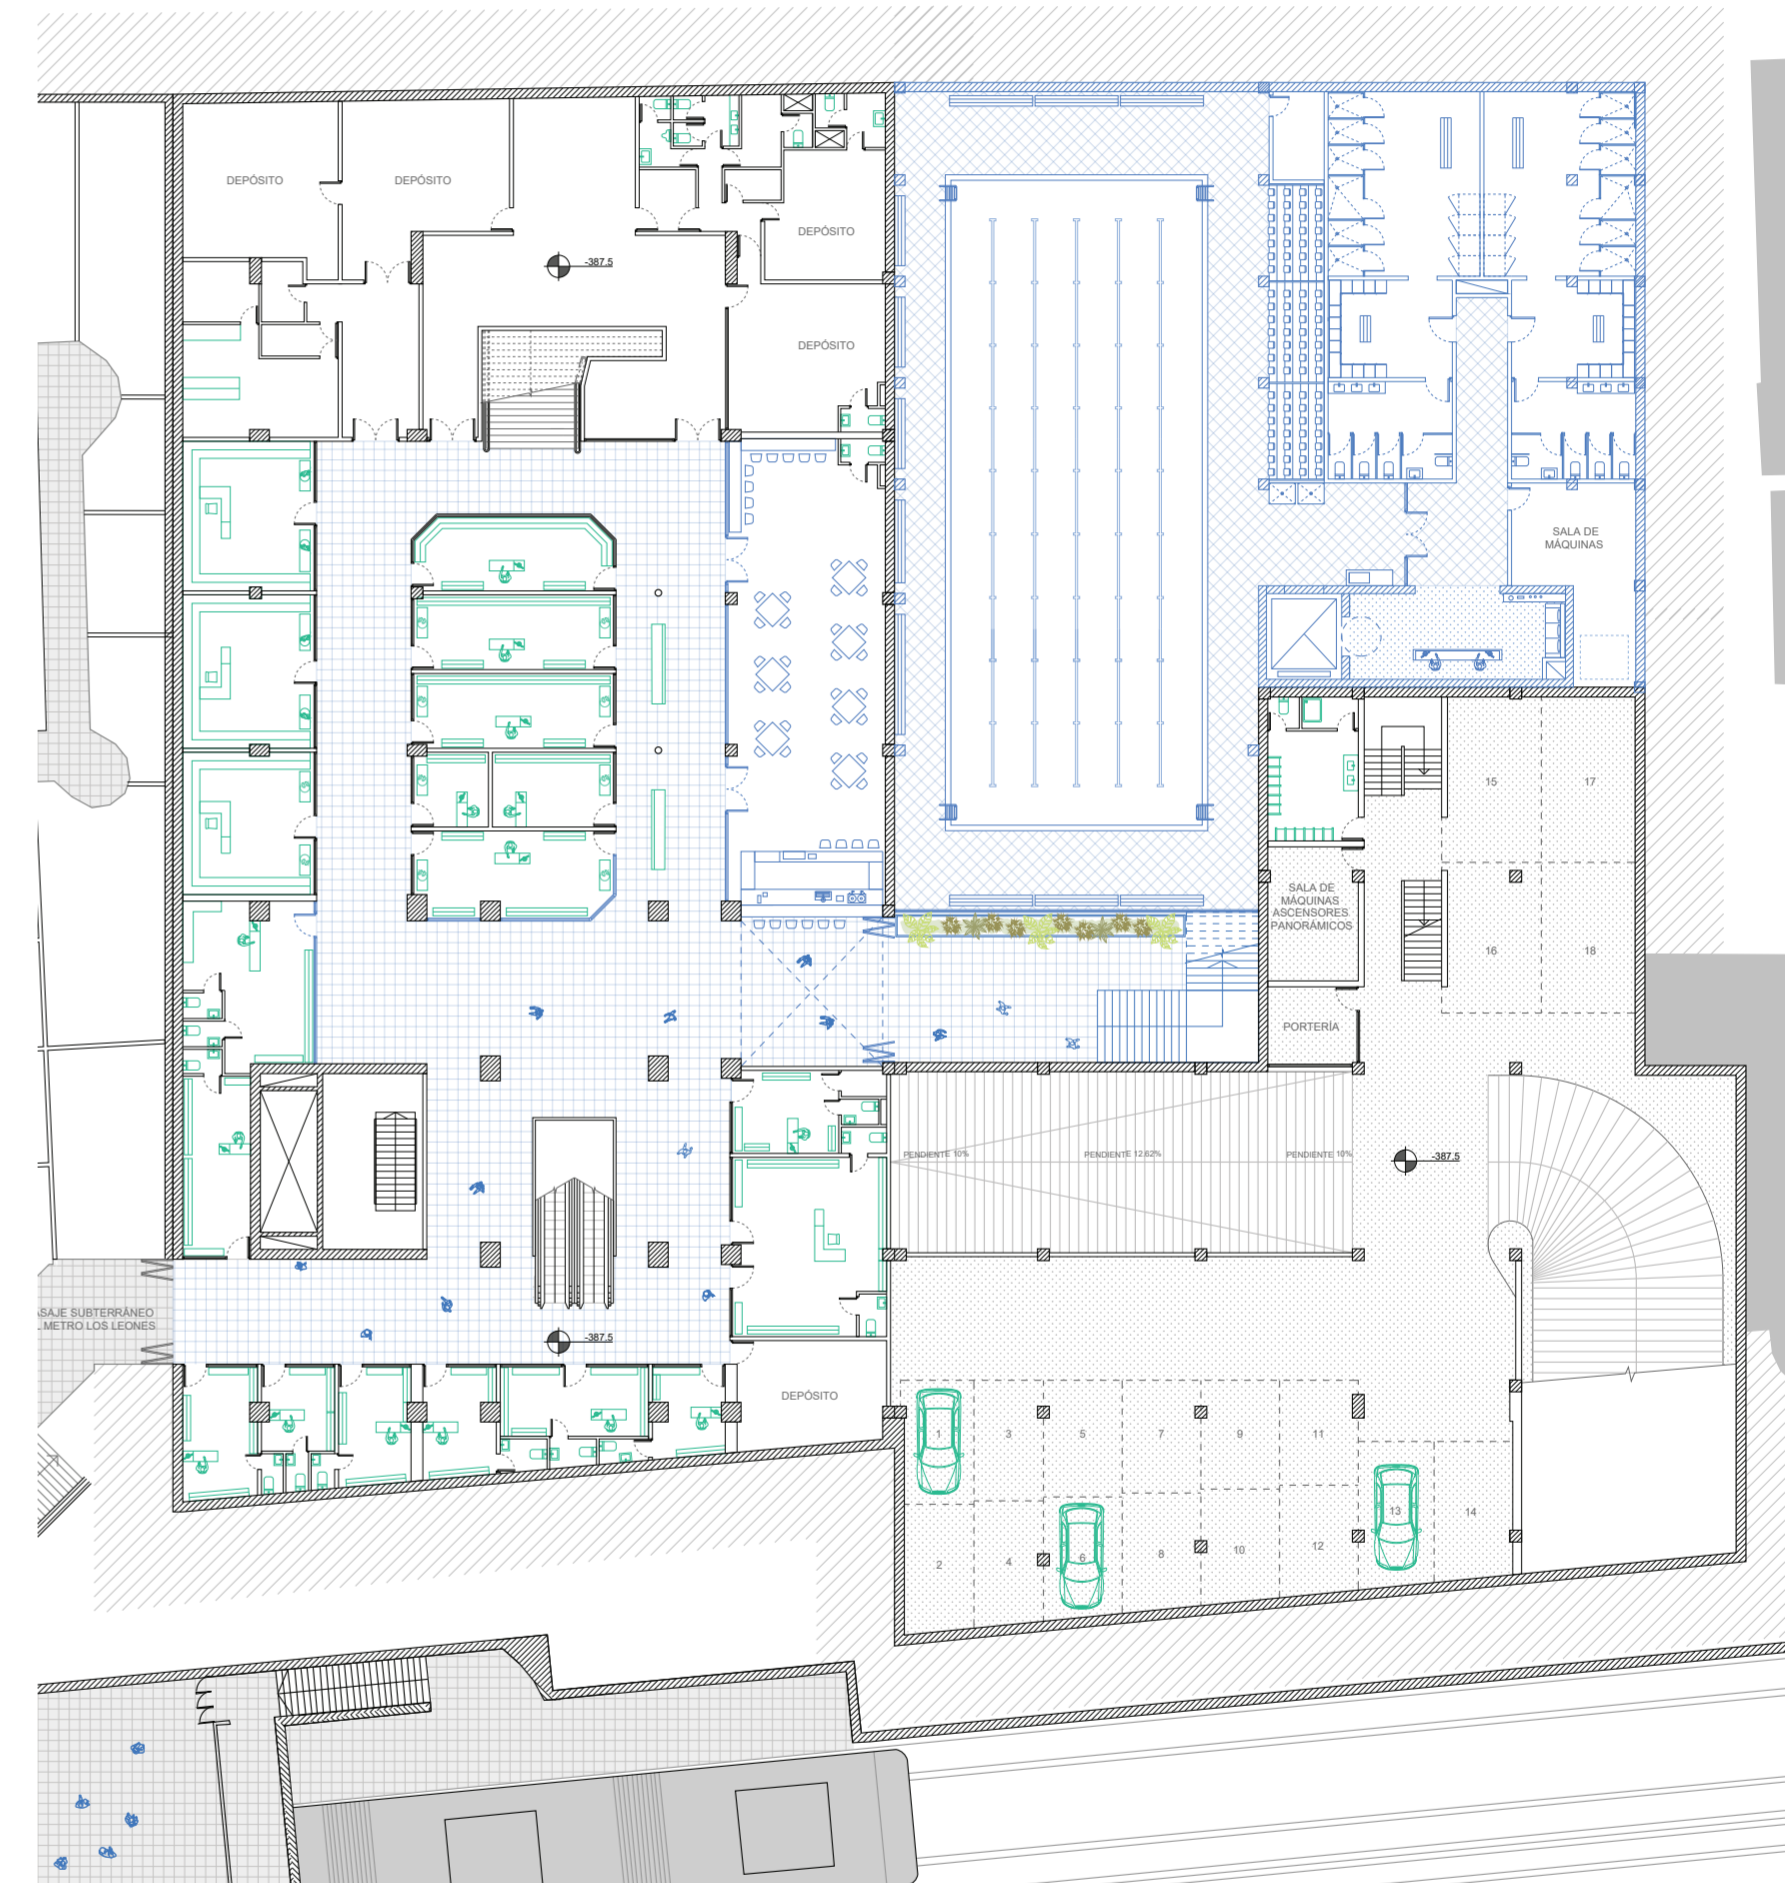 DEPÓSITO
DEPÓSITO
DEPÓSITO
-387.5
DEPÓSITO
SALA DE
MÁQUINAS
15
17
SALA DE
MÁQUINAS
ASCENSORES
PANORÁMICOS
16
18
PORTERÍA
PENDIENTE 10%
PENDIENTE 12.62%
PENDIENTE 10%
-387.5
ASAJE SUBTERRÁNEO
METRO LOS LEONES
-387.5
DEPÓSITO
1
3
5
7
9
11
13
14
2
4
6
8
10
12